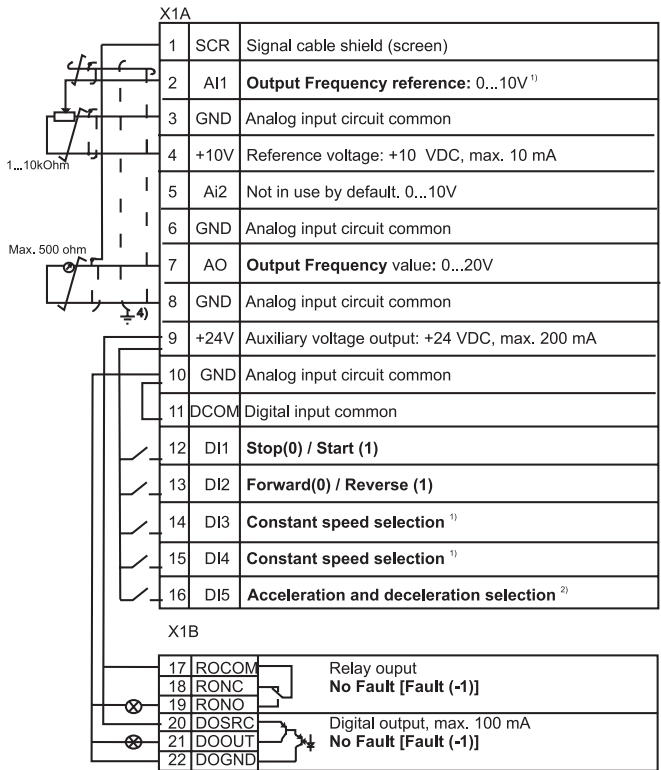 X1A
1 SCR Signal cable shield (screen)
2 AI1 Output Frequency reference: 0...10V 1)
3 GND Analog input circuit common
4 +10V Reference voltage: +10 VDC, max. 10 mA
1...10kOhm
5 Ai2 Not in use by default. 0...10V
6 GND Analog input circuit common
Max. 500 ohm
7 AO Output Frequency value: 0...20V
8 GND Analog input circuit common
4)
9 +24V Auxiliary voltage output: +24 VDC, max. 200 mA
10 GND Analog input circuit common
11 DCOM Digital input common
12 DI1 Stop(0) / Start (1)
13 DI2 Forward(0) / Reverse (1)
14 DI3 Constant speed selection 1)
15 DI4 Constant speed selection 1)
16 DI5 Acceleration and deceleration selection 2)
X1B
17 ROCOM Relay ouput
18 RONC No Fault [Fault (-1)]
19 RONO
20 DOSRC Digital output, max. 100 mA
21 DOOUT No Fault [Fault (-1)]
22 DOGND